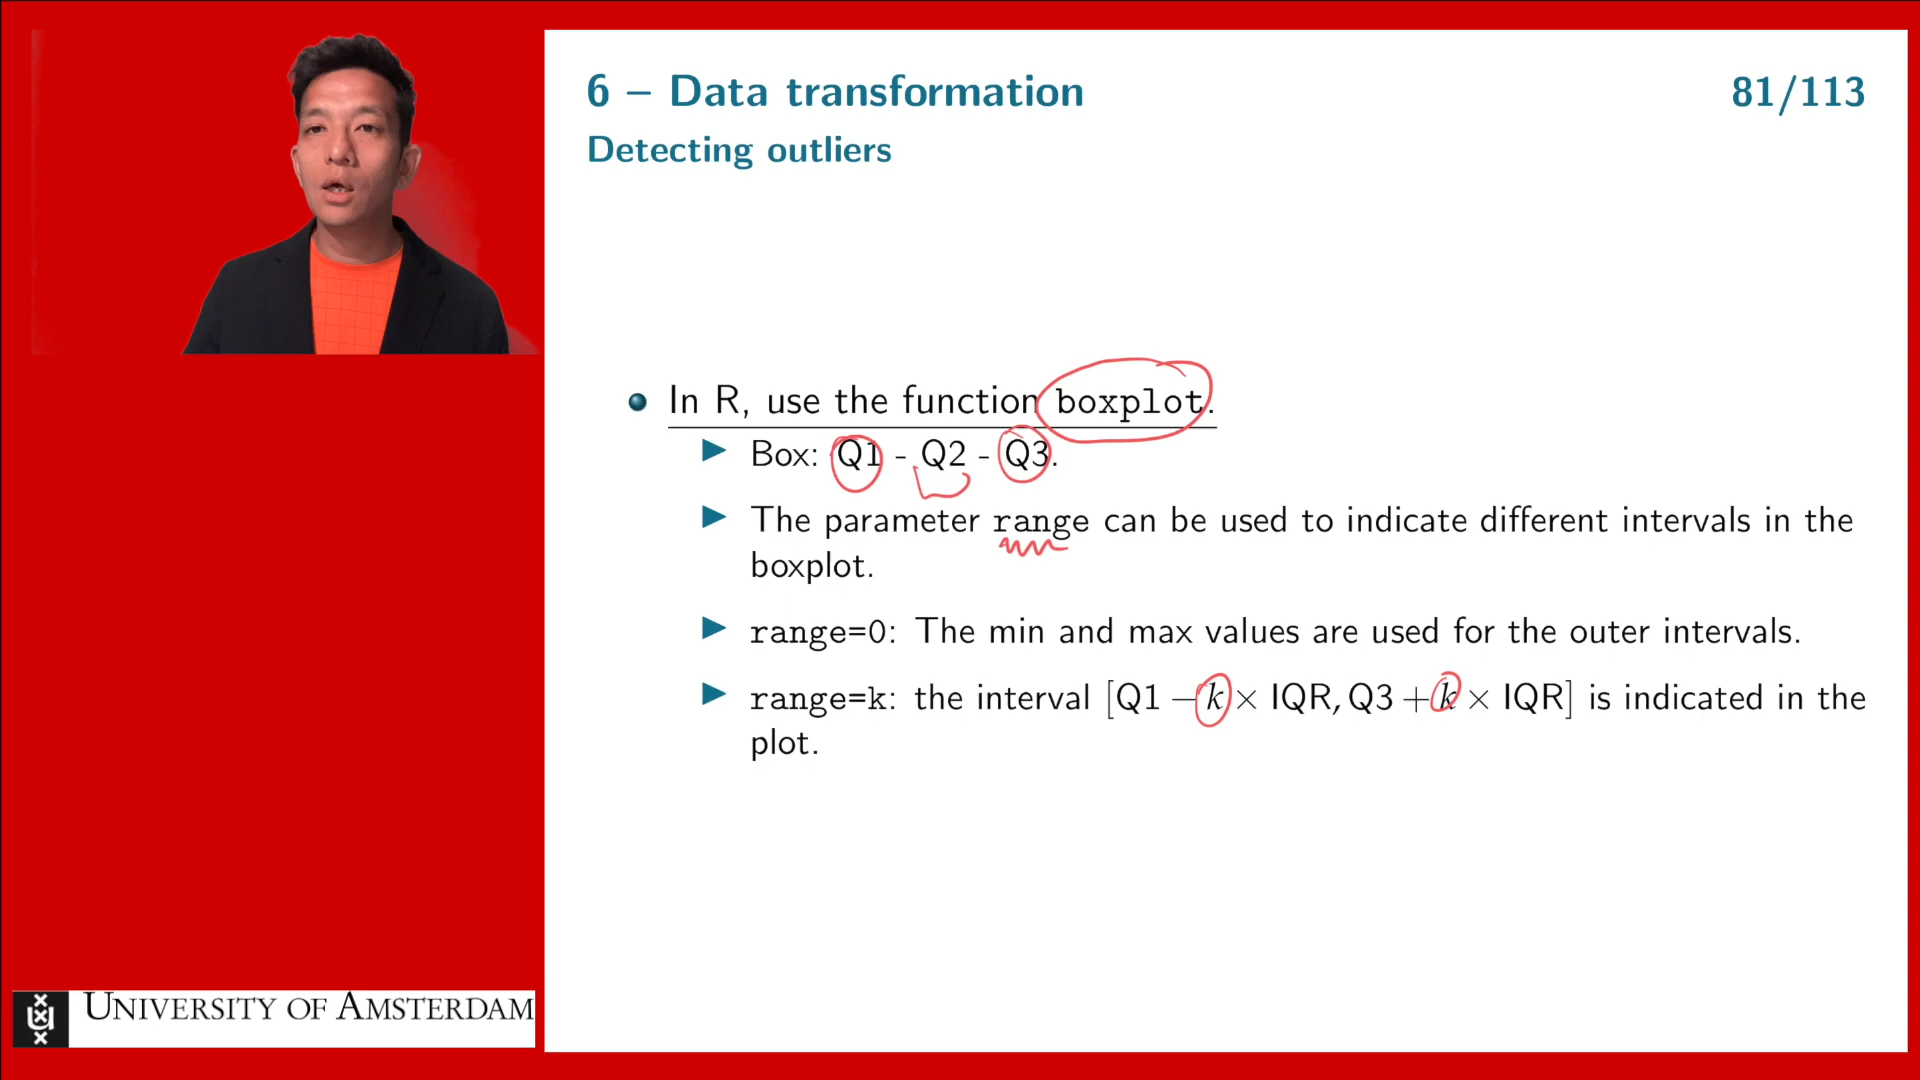 6 – Data transformation
81/113
Detecting outliers
In R, use the function boxplot.
Box: Q1 - Q2 - Q3.
The parameter range can be used to indicate different intervals in the
boxplot.
range=0: The min and max values are used for the outer intervals.
range=k: the interval [Q1 − k × IQR, Q3 + k × IQR] is indicated in the
plot.
UNIVERSITY OF AMSTERDAM